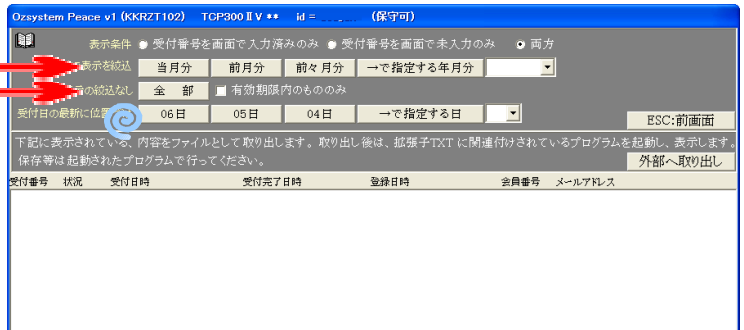 Ozsystem Peace v1 (KKRZT102) TCP300ⅡV ** id = (保守可)
表示条件 受付番号を画面で入力済みのみ 受付番号を画面で未入力のみ 両方
表示を絞込 当月分 前月分 前々月分 →で指定する年月分
の絞込なし 全 部 有効期限内のもののみ
受付日の最新に位置 06日 05日 04日 →で指定する日 ESC:前画面
下記に表示されている、内容をファイルとして取り出します。取り出し後は、拡張子TXTに関連付けされているプログラムを起動し、表示します。
保存等は起動されたプログラムで行ってください。 外部へ取り出し
受付番号 状況 受付日時 受付完了日時 登録日時 会員番号 メールアドレス